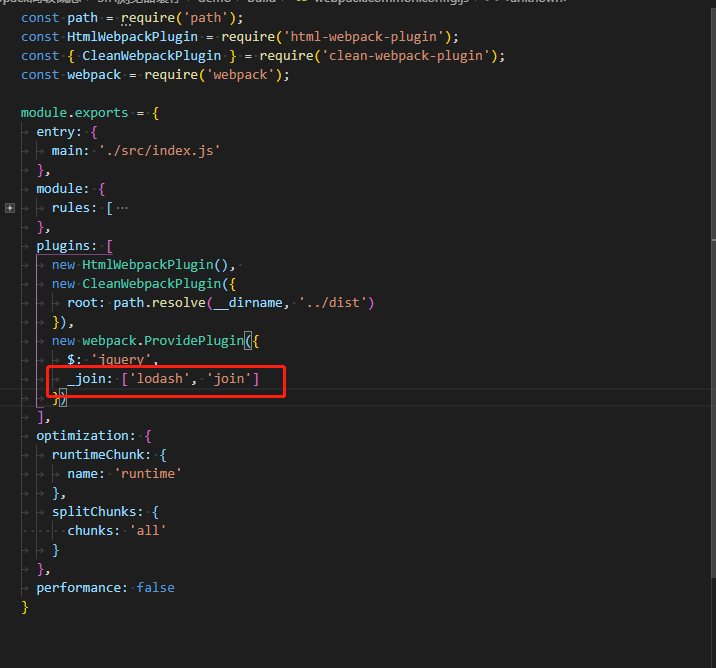 const path = require('path');
const HtmlWebpackPlugin = require('html-webpack-plugin');
const { CleanWebpackPlugin } = require('clean-webpack-plugin');
const webpack = require('webpack');
module.exports = {
entry: {
main: './src/index.js'
},
module: {
rules: [ ···
},
plugins: [
new HtmlWebpackPlugin(),
new CleanWebpackPlugin({
root: path.resolve(__dirname, '../dist')
}),
new webpack.ProvidePlugin({
$: 'jquery',
_join: ['lodash', 'join']
})
],
optimization: {
runtimeChunk: {
name: 'runtime'
},
splitChunks: {
chunks: 'all'
}
},
performance: false
}